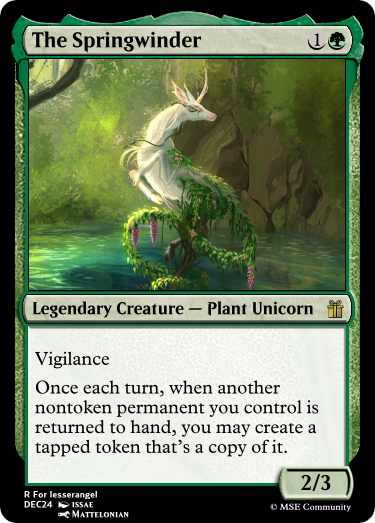 The Springwinder 1
Legendary Creature — Plant Unicorn
Vigilance
Once each turn, when another
nontoken permanent you control is
returned to hand, you may create a
tapped token that's a copy of it.
2/3
R For lesserangel
DEC24 ISSAE
MATTELONIAN
© MSE Community